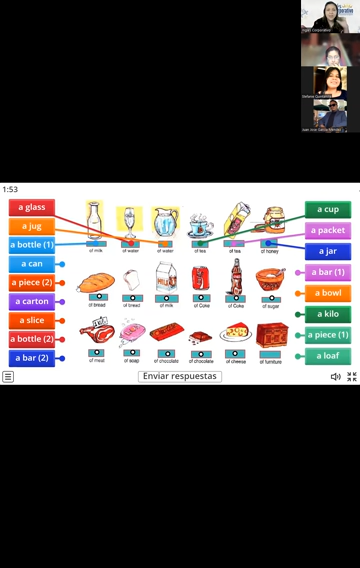 1:53
a glass
a jug
a bottle (1)
a can
a piece (2)
a carton
a slice
a bottle (2)
a bar (2)
of milk
of water
of water
of tea
of tea
of honey
of bread
of bread
of milk
of Coke
of Coke
of sugar
of meat
of soap
of chocolate
of chocolate
of cheese
of furniture
a cup
a packet
a jar
a bar (1)
a bowl
a kilo
a piece (1)
a loaf
MILK
Enviar respuestas